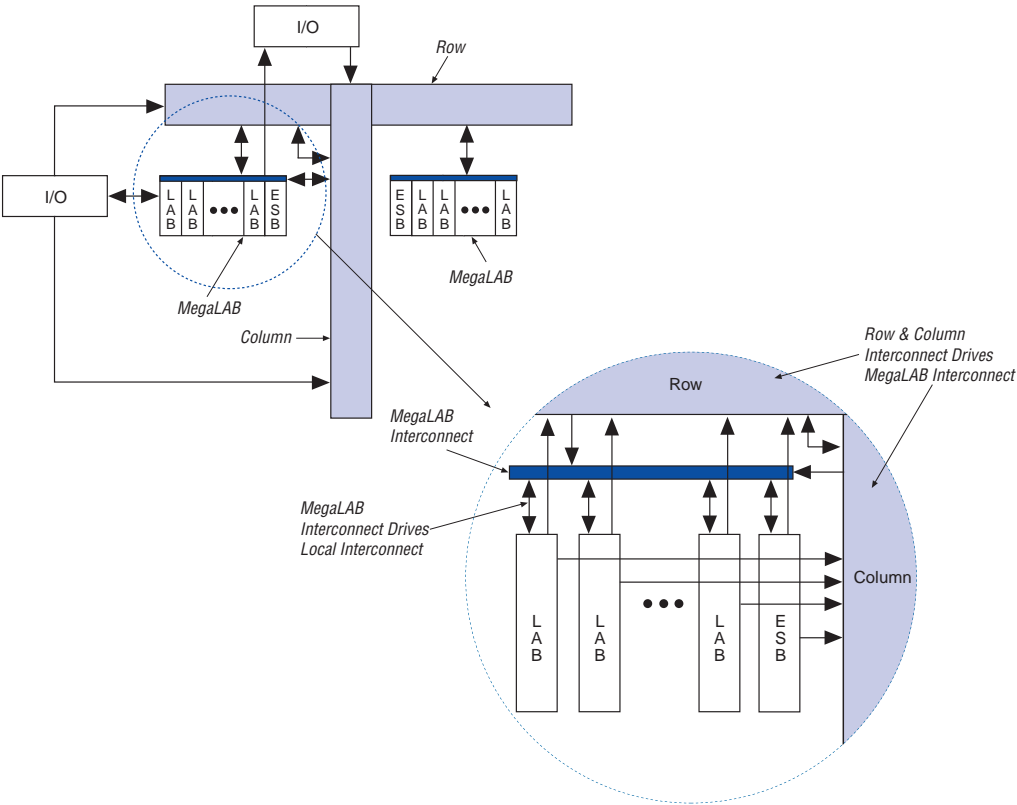 I/O
Row
I/O
L
A
B
L
A
B
L
A
B
E
S
B
E
S
B
L
A
B
L
A
B
L
A
B
MegaLAB
MegaLAB
Column
Row & Column
Interconnect Drives
MegaLAB Interconnect
Row
MegaLAB
Interconnect
MegaLAB
Interconnect Drives
Local Interconnect
Column
L
A
B
L
A
B
L
A
B
E
S
B